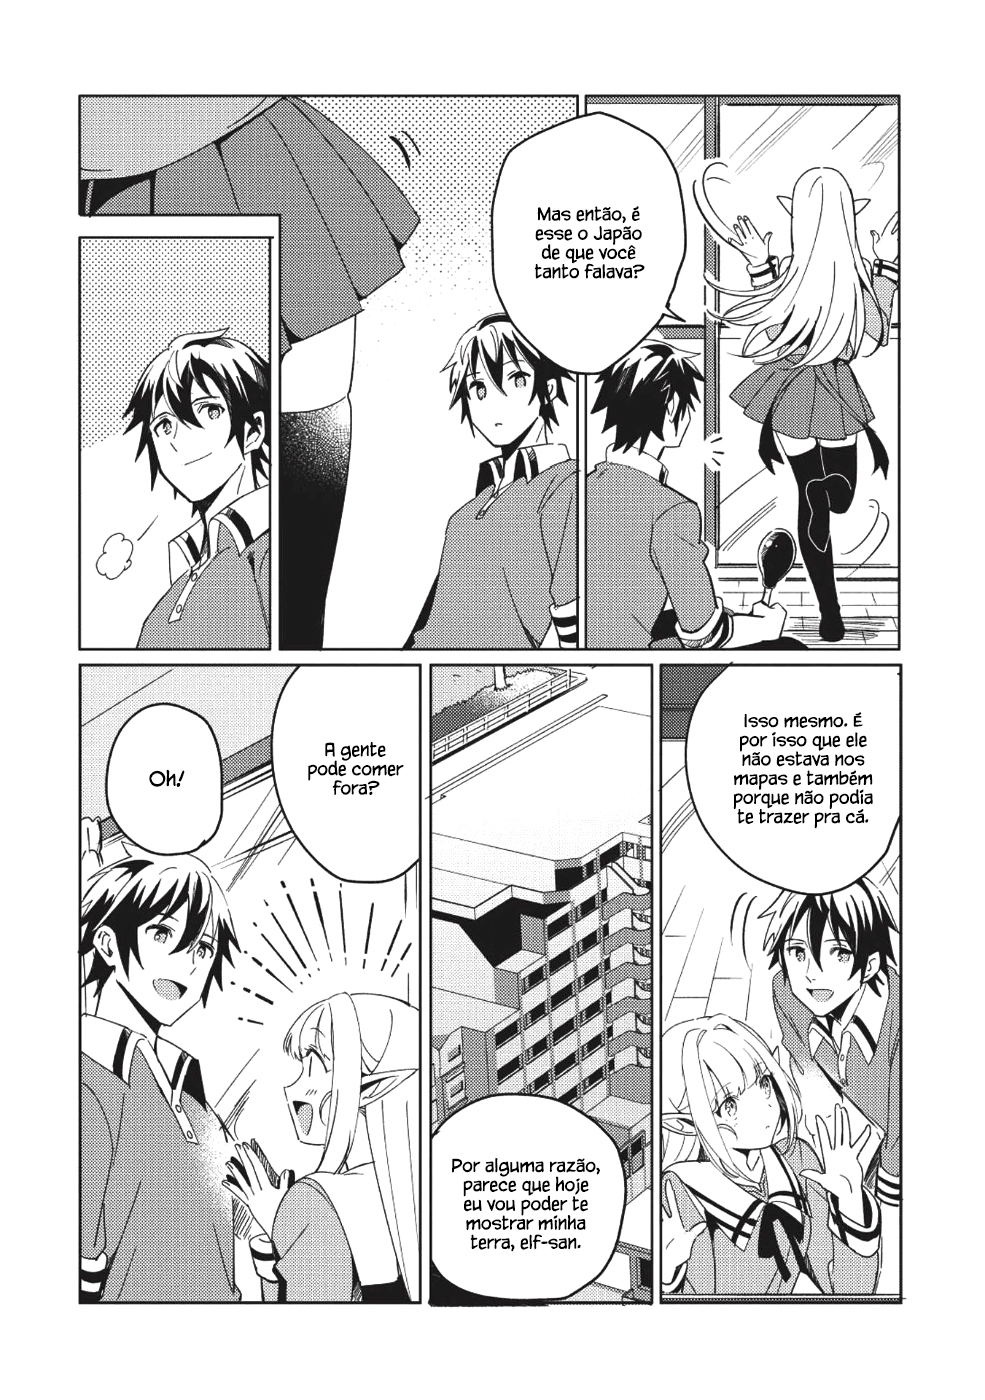 Mas então, é
esse o Japão
de que você
tanto falava?
Isso mesmo. É
por isso que ele
não estava nos
mapas e também
porque não podia
te trazer pra cá.
Por alguma razão,
parece que hoje
eu vou poder te
mostrar minha
terra, elf-san.
A gente
pode comer
fora?
Oh!